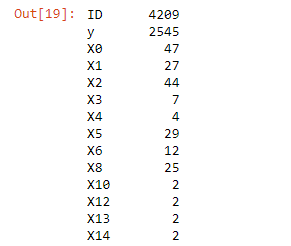 Out[19]: ID 4209
y 2545
X0 47
X1 27
X2 44
X3 7
X4 4
X5 29
X6 12
X8 25
X10 2
X12 2
X13 2
X14 2